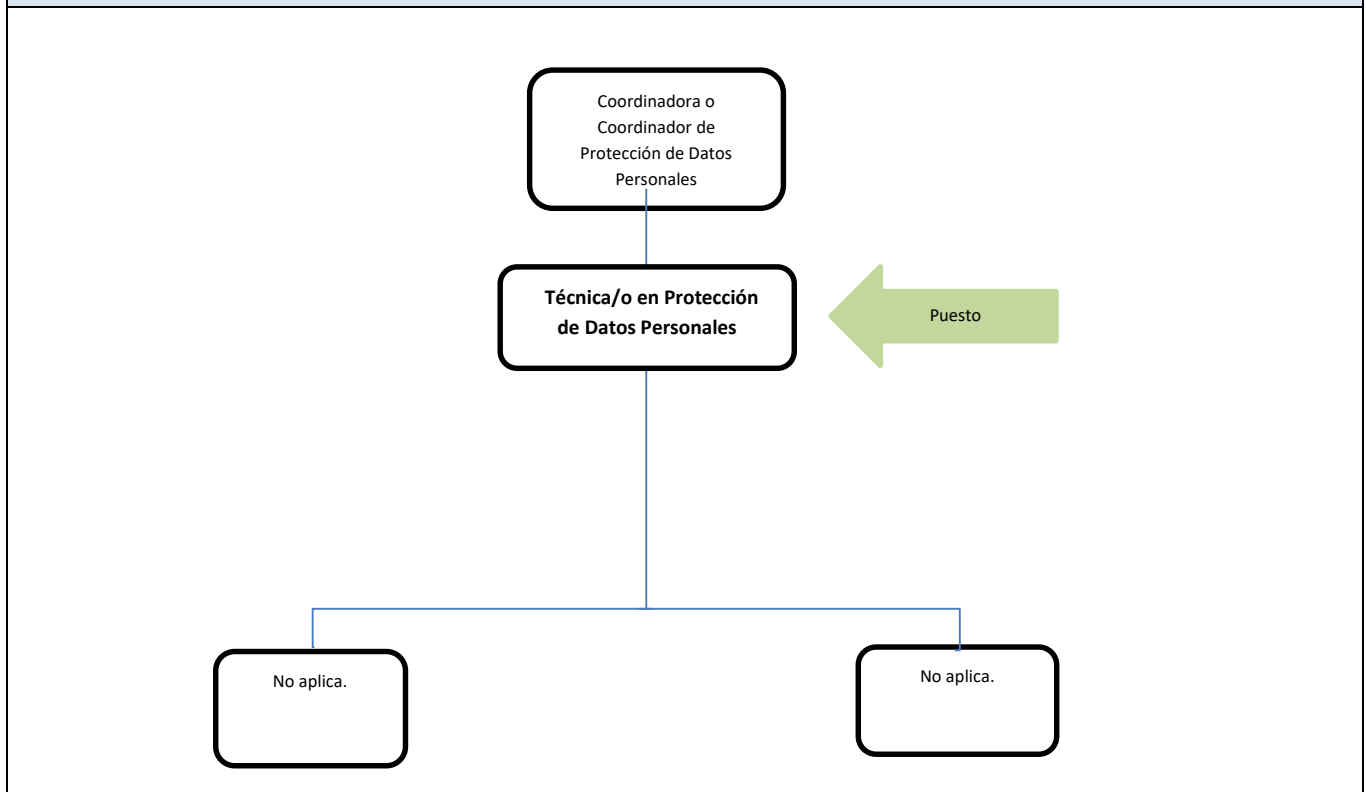 Coordinadora o
Coordinador de
Protección de Datos
Personales
Técnica/o en Protección
de Datos Personales
Puesto
No aplica.
No aplica.